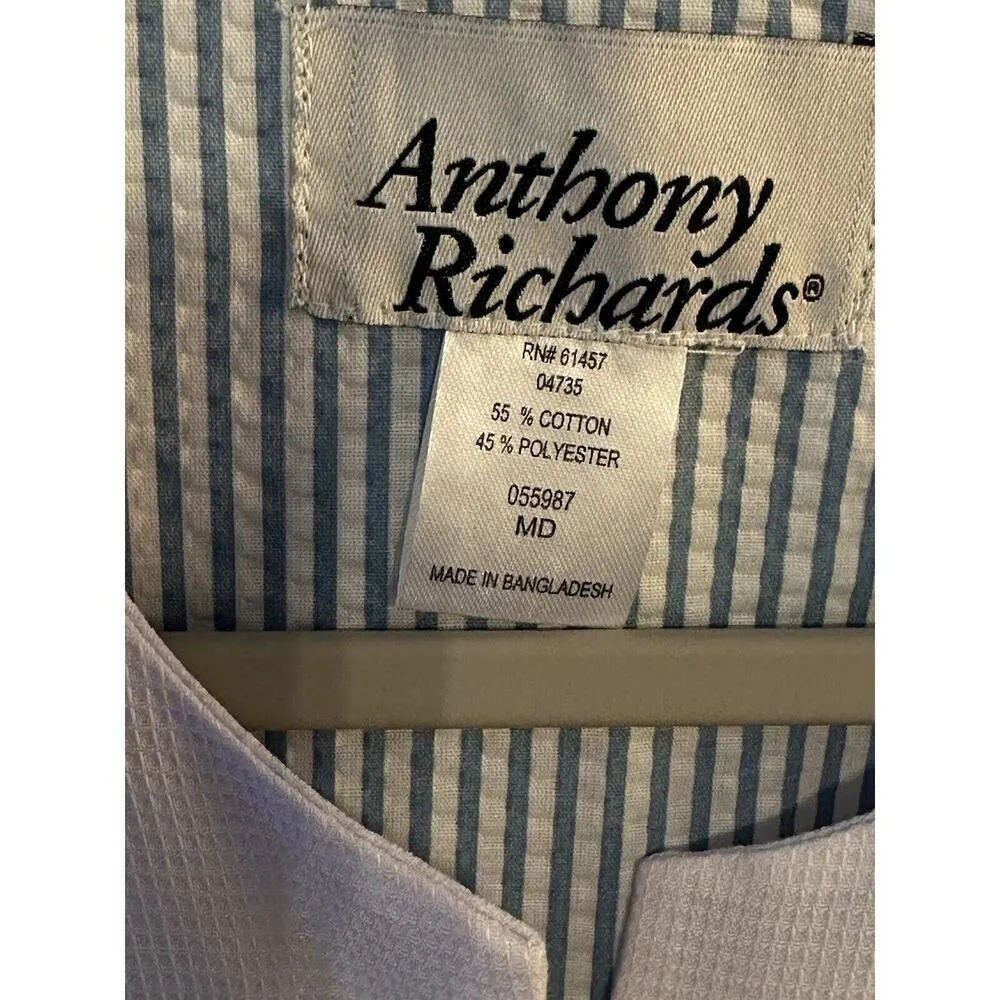 Anthony
Richards®
RN# 61457
04735
55 % COTTON
45 % POLYESTER
055987
MD
MADE IN BANGLADESH